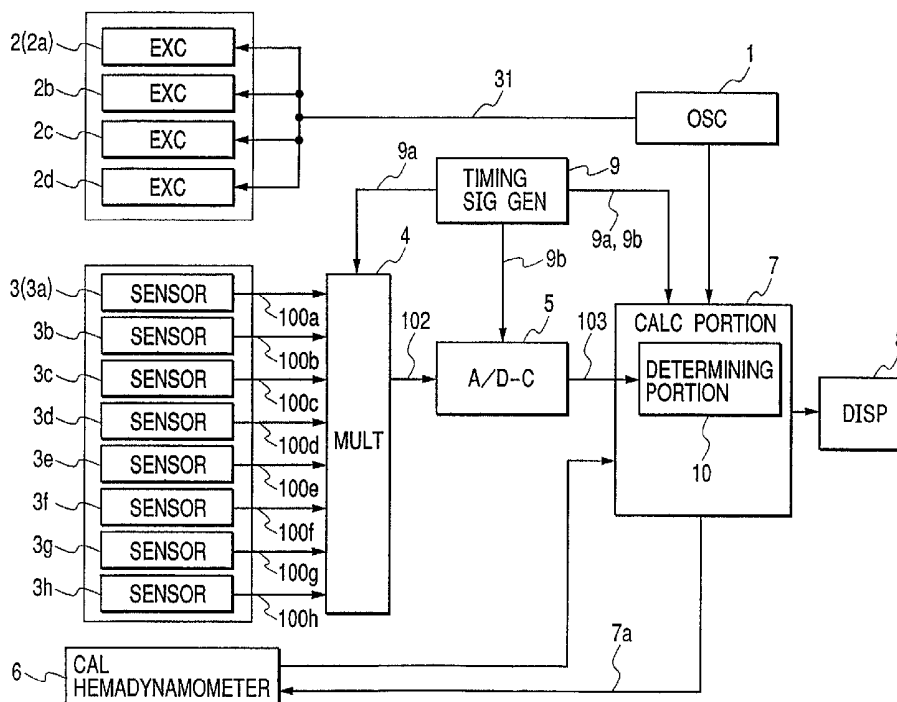 2(2a)
EXC
2b
EXC
2c
EXC
2d
EXC
31
1
OSC
9a
TIMING
SIG GEN
9
9a, 9b
9b
4
MULT
3(3a)
SENSOR
100a
3b
SENSOR
100b
3c
SENSOR
100c
3d
SENSOR
100d
3e
SENSOR
100e
3f
SENSOR
100f
3g
SENSOR
100g
3h
SENSOR
100h
102
5
A/D-C
103
7
CALC PORTION
DETERMINING
PORTION
10
8
DISP
7a
6
CAL
HEMADYNAMOMETER